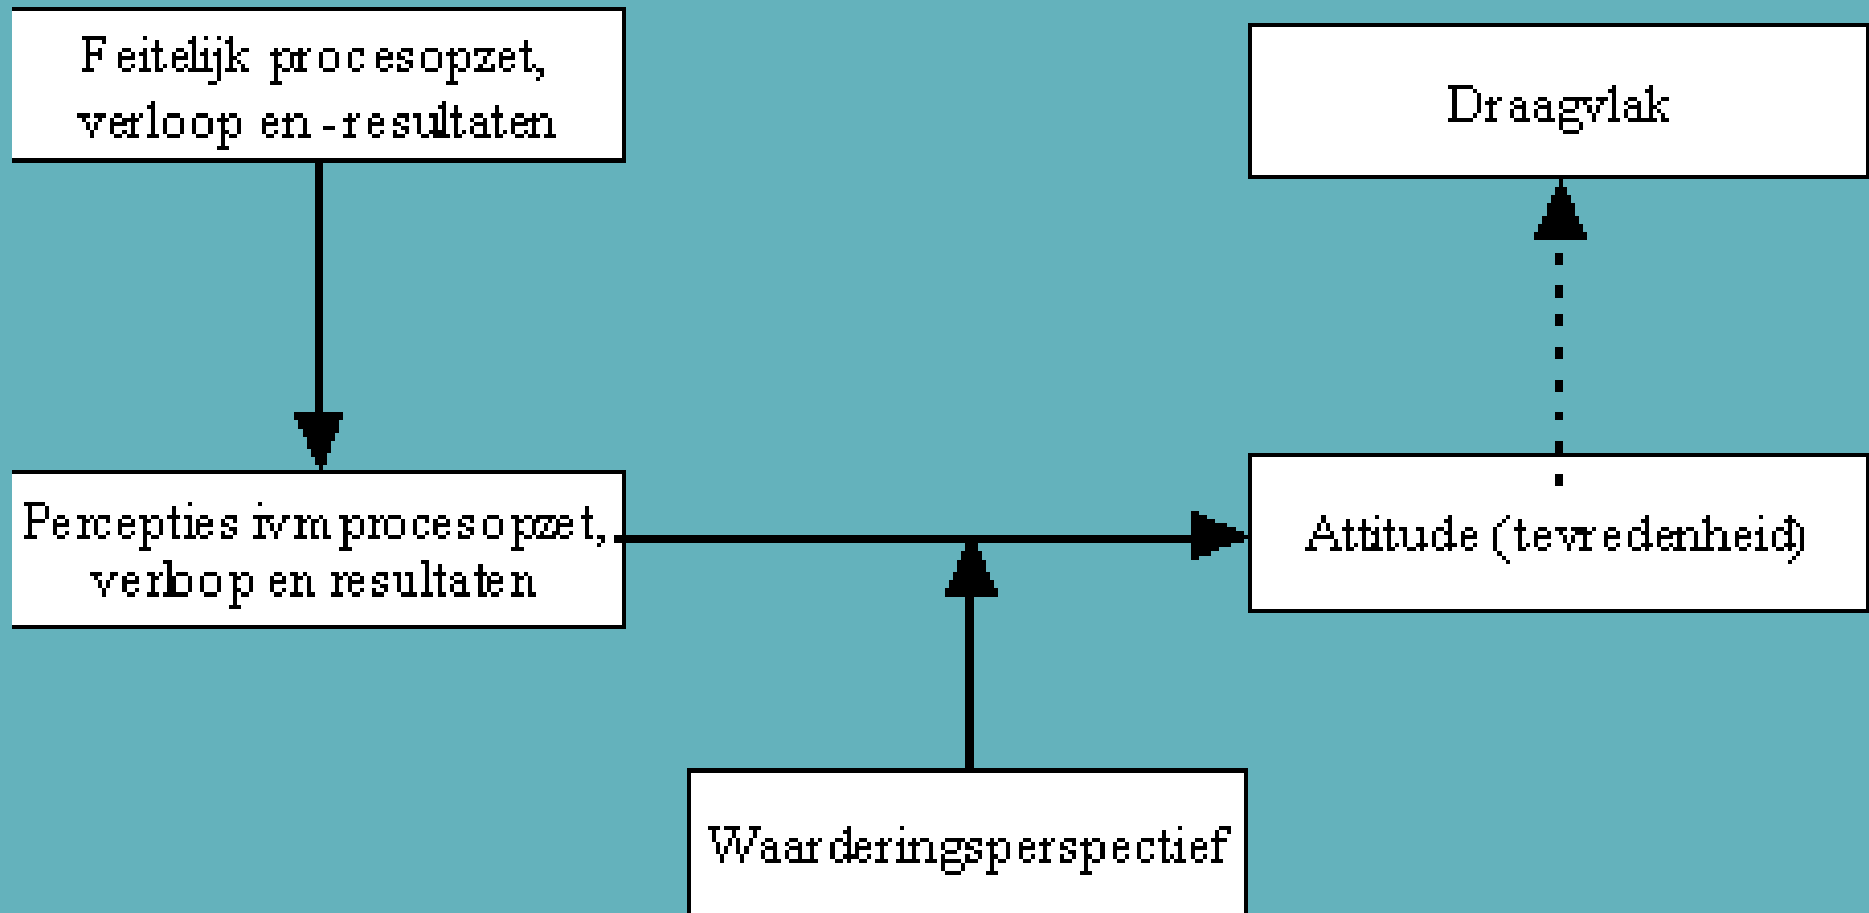 Feitelijk procesopzet,
verloop en -resultaten
Draagvlak
Percepties ivm procesopzet,
verloop en resultaten
Attitude (tevredenheid)
Waarderingsperspectief